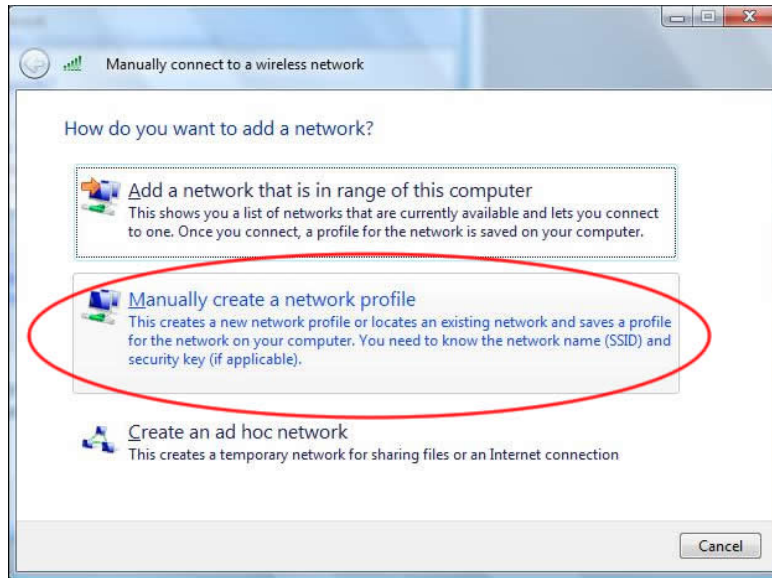 Manually connect to a wireless network
How do you want to add a network?
Add a network that is in range of this computer
This shows you a list of networks that are currently available and lets you connect
to one. Once you connect, a profile for the network is saved on your computer.
Manually create a network profile
This creates a new network profile or locates an existing network and saves a profile
for the network on your computer. You need to know the network name (SSID) and
security key (if applicable).
Create an ad hoc network
This creates a temporary network for sharing files or an Internet connection
Cancel